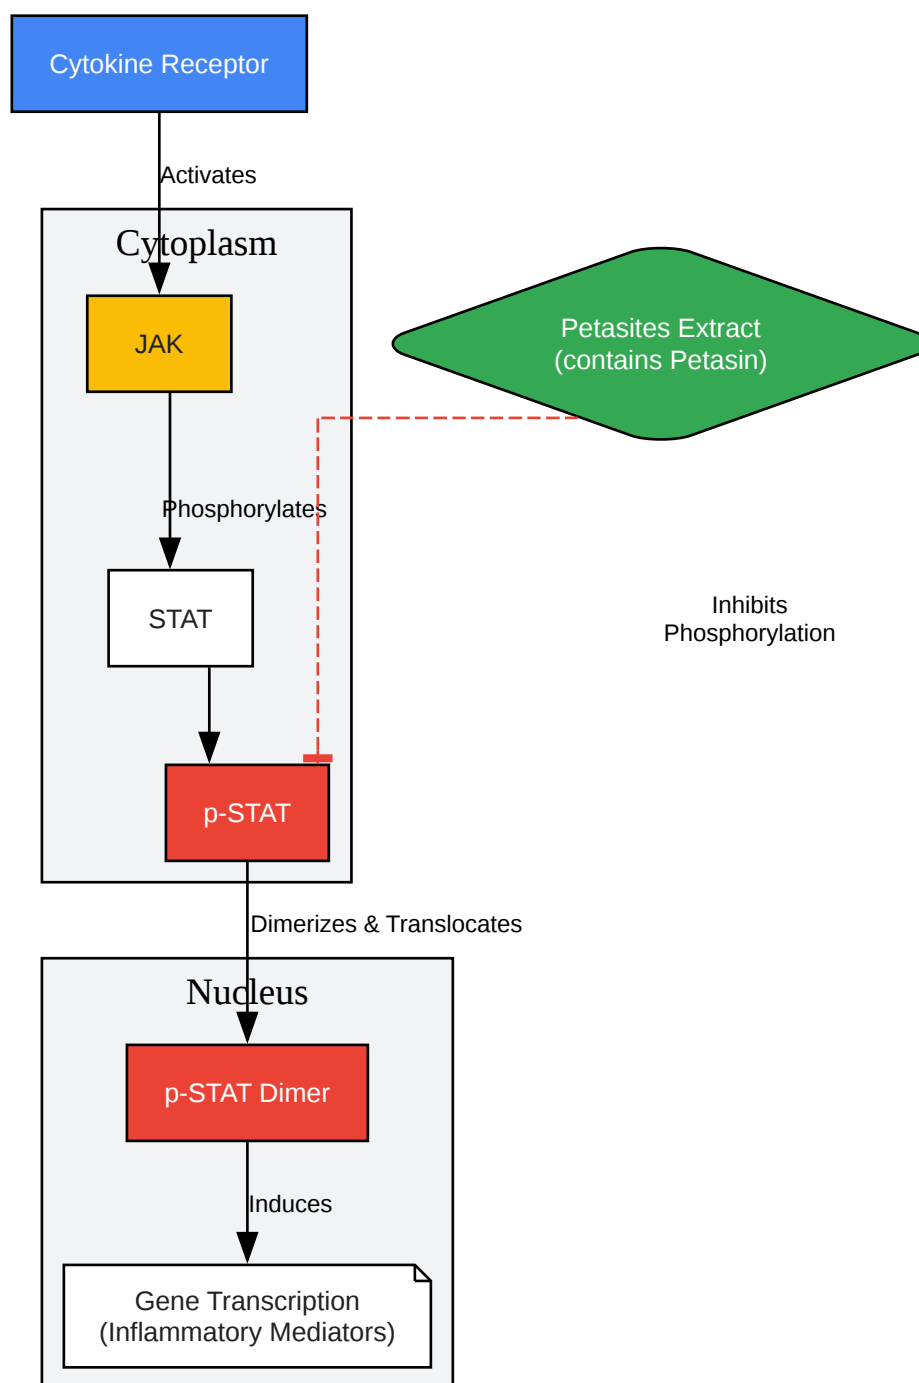 Cytokine Receptor
Activates
Cytoplasm
JAK
Petasites Extract
(contains Petasin)
Phosphorylates
STAT
Inhibits
Phosphorylation
p-STAT
Dimerizes & Translocates
Nucleus
p-STAT Dimer
Induces
Gene Transcription
(Inflammatory Mediators)